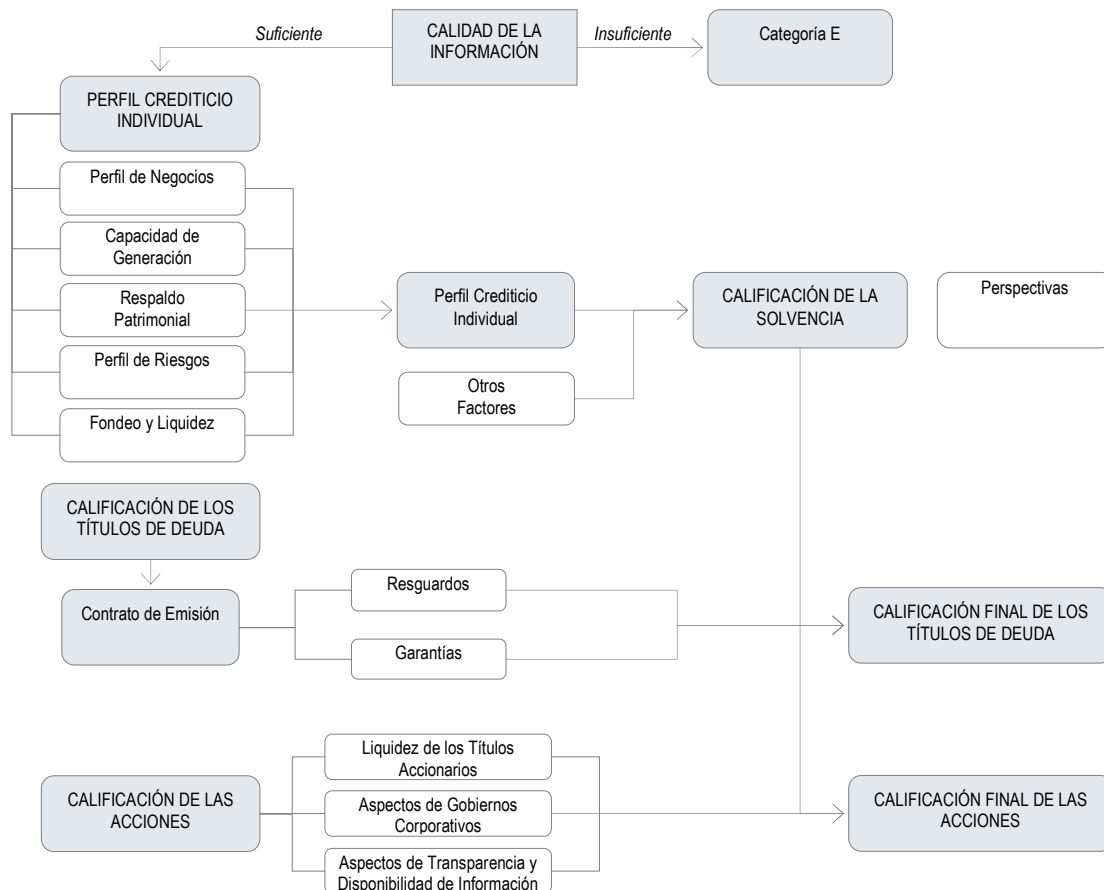 Suficiente
CALIDAD DE LA
INFORMACIÓN
Insuficiente
Categoría E
PERFIL CREDITICIO
INDIVIDUAL
Perfil de Negocios
Capacidad de
Generación
Respaldo
Patrimonial
Perfil de Riesgos
Fondeo y Liquidez
Perfil Crediticio
Individual
Otros
Factores
CALIFICACIÓN DE LA
SOLVENCIA
Perspectivas
CALIFICACIÓN DE LOS
TÍTULOS DE DEUDA
Contrato de Emisión
Resguardos
Garantías
CALIFICACIÓN FINAL DE LOS
TÍTULOS DE DEUDA
CALIFICACIÓN DE LAS
ACCIONES
Liquidez de los Títulos
Accionarios
Aspectos de Gobiernos
Corporativos
Aspectos de Transparencia y
Disponibilidad de Información
CALIFICACIÓN FINAL DE LAS
ACCIONES